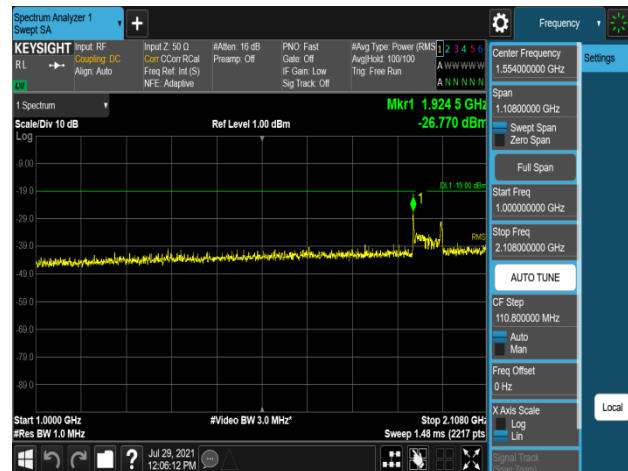 Spectrum Analyzer 1
Swept SA
Frequency
KEYSIGHT
RL
Input: RF
Coupling: DC
Align: Auto
Input Z: 50 Ω
Corr CCorr RCal
Freq Ref: Int (S)
NFE: Adaptive
#Atten: 16 dB
Preamp: Off
PNO: Fast
Gate: Off
IF Gain: Low
Sig Track: Off
#Avg Type: Power (RMS
Avg|Hold: 100/100
Trig: Free Run
1 2 3 4 5 6
A W W W W W
A N N N N N
1 Spectrum
Scale/Div 10 dB
Log
Ref Level 1.00 dBm
Mkr1 1.924 5 GHz
-26.770 dBm
-9.00
-19.0
-29.0
-39.0
-49.0
-59.0
-69.0
-79.0
-89.0
DL1 -19.00 dBm
1
RMS
Start 1.0000 GHz
#Res BW 1.0 MHz
#Video BW 3.0 MHz*
Stop 2.1080 GHz
Sweep 1.48 ms (2217 pts
Jul 29, 2021
12:06:12 PM
Center Frequency
1.554000000 GHz
Span
1.10800000 GHz
Swept Span
Zero Span
Full Span
Start Freq
1.000000000 GHz
Stop Freq
2.108000000 GHz
AUTO TUNE
CF Step
110.800000 MHz
Auto
Man
Freq Offset
0 Hz
X Axis Scale
Log
Lin
Signal Track
(Span Zoom)
Settings
Local